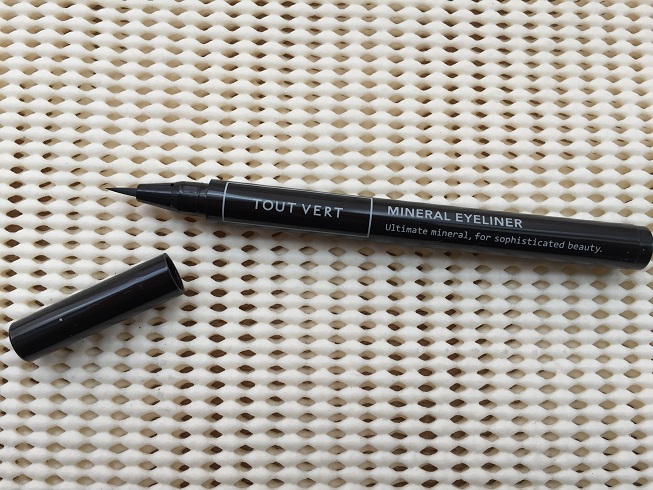 TOUT VERT
MINERAL EYELINER
Ultimate mineral, for sophisticated beauty.